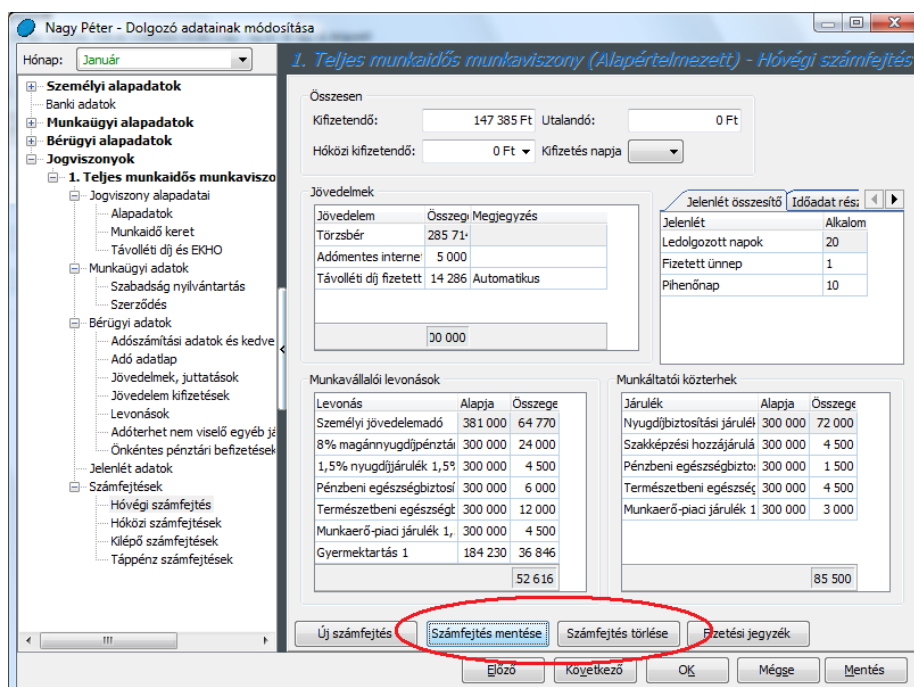 Nagy Péter - Dolgozó adatainak módosítása
Hónap: Január
1. Teljes munkaidős munkaviszony (Alapértelmezett) - Hóvégi számfejtés
Személyi alapadatok
Banki adatok
Munkaügyi alapadatok
Bérügyi alapadatok
Jogviszonyok
1. Teljes munkaidős munkaviszo
Jogviszony alapadatai
Alapadatok
Munkaidő keret
Távolléti díj és EKHO
Munkaügyi adatok
Szabadság nyilvántartás
Szerződés
Bérügyi adatok
Adószámítási adatok és kedve
Adó adatlap
Jövedelmek, juttatások
Jövedelem kifizetések
Levonások
Adóterhet nem viselő egyéb já
Önkéntes pénztári befizetések
Jelenlét adatok
Számfejtések
Hóvégi számfejtés
Hóközi számfejtések
Kilépő számfejtések
Táppénz számfejtések
Összesen
Kifizetendő: 147 385 Ft Utalandó: 0 Ft
Hóközi kifizetendő: 0 Ft Kifizetés napja
Jövedelmek
Jövedelem Összege Megjegyzés
Törzsbér 285 714
Adómentes interne 5 000
Távolléti díj fizetett 14 286 Automatikus
00 000
Jelenlét összesítő Időadat rész
Jelenlét Alkalom
Ledolgozott napok 20
Fizetett ünnep 1
Pihenőnap 10
Munkavállalói levonások
Levonás Alapja Összege
Személyi jövedelemadó 381 000 64 770
8% magánnyugdíjpénztá 300 000 24 000
1,5% nyugdíjjárulék 1,5% 300 000 4 500
Pénzbeni egészségbiztosí 300 000 6 000
Természetbeni egészségb 300 000 12 000
Munkaerő-piaci járulék 1, 300 000 4 500
Gyermektartás 1 184 230 36 846
52 616
Munkáltatói közterhek
Járulék Alapja Összege
Nyugdíjbiztosítási járulék 300 000 72 000
Szakképzési hozzájárulá 300 000 4 500
Pénzbeni egészségbizto 300 000 1 500
Természetbeni egészség 300 000 4 500
Munkaerő-piaci járulék 1 300 000 3 000
85 500
Új számfejtés Számfejtés mentése Számfejtés törlése Fizetési jegyzék
Előző Következő OK Mégse Mentés